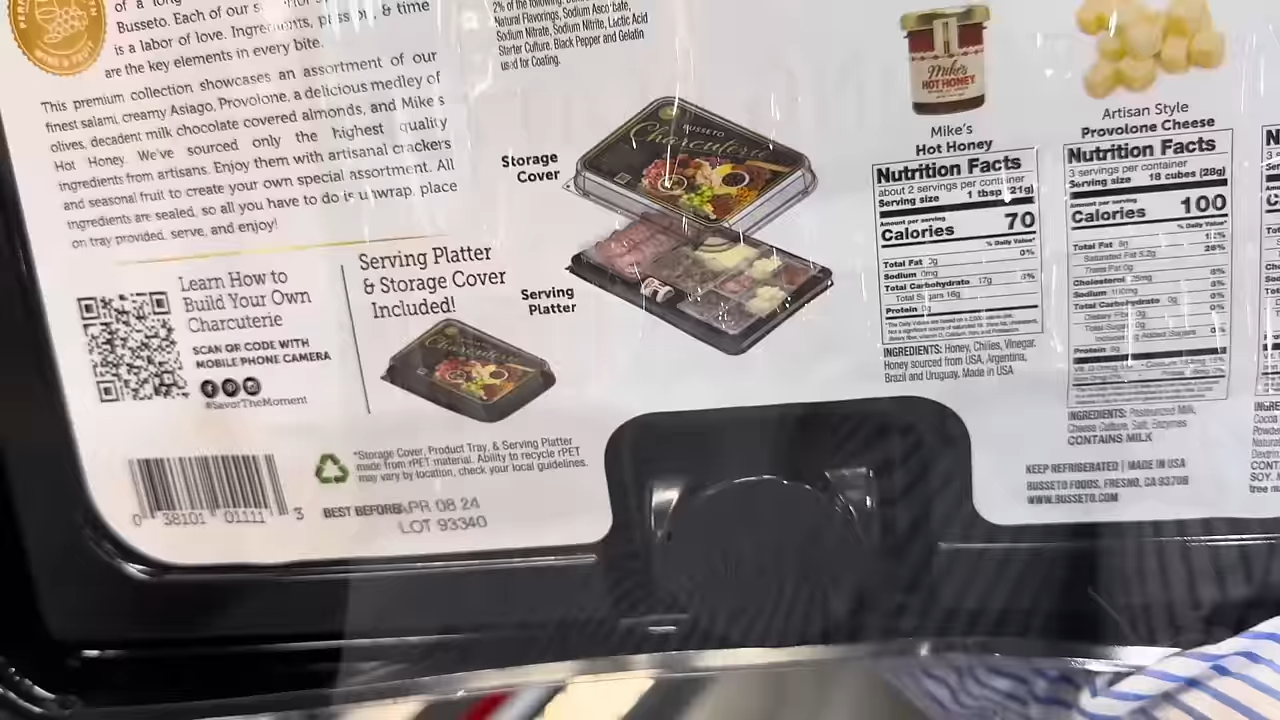 of a long
Busseto. Each of our
is a labor of love. Ingredients, passion, & time
are the key elements in every bite.
This premium collection showcases an assortment of our
finest salami, creamy Asiago, Provolone, a delicious medley of
olives, decadent milk chocolate covered almonds, and Mike's
Hot Honey. We've sourced only the highest quality
ingredients from artisans. Enjoy them with artisanal crackers
and seasonal fruit to create your own special assortment. All
ingredients are sealed, so all you have to do is unwrap, place
on tray provided, serve, and enjoy!
Learn How to
Build Your Own
Charcuterie
SCAN QR CODE WITH
MOBILE PHONE CAMERA
#SavorTheMoment
Serving Platter
& Storage Cover
Included!
0 38101 01111 3
*Storage Cover, Product Tray, & Serving Platter
made from rPET material. Ability to recycle rPET
may vary by location, check your local guidelines.
BEST BEFORE APR 08 24
LOT 93340
2% of the following:
Natural Flavorings, Sodium Ascorbate,
Sodium Nitrate, Sodium Nitrite, Lactic Acid
Starter Culture. Black Pepper and Gelatin
used for Coating.
Storage
Cover
BUSSETO
Charcuterie
Serving
Platter
Mike's
HOT HONEY
Mike's
Hot Honey
Nutrition Facts
about 2 servings per container
Serving size 1 tbsp (21g)
Amount per serving
Calories 70
% Daily Value*
Total Fat 0g 0%
Sodium 0mg
Total Carbohydrate 17g
Total Sugars 16g
Protein 0g
INGREDIENTS: Honey, Chilies, Vinegar.
Honey sourced from USA, Argentina,
Brazil and Uruguay. Made in USA
Artisan Style
Provolone Cheese
Nutrition Facts
3 servings per container
Serving size 18 cubes (28g)
Amount per serving
Calories 100
% Daily Value*
Total Fat 8g
Saturated Fat 5.2g 26%
Trans Fat 0g
Cholesterol 25mg
Sodium
Total Carbohydrate 0g 0%
Dietary Fiber 0g 0%
Total Sugars 0g
Added Sugars
Protein
INGREDIENTS: Pasteurized Milk,
Cheese Culture, Salt, Enzymes
CONTAINS MILK
KEEP REFRIGERATED | MADE IN USA
BUSSETO FOODS, FRESNO, CA 93706
WWW.BUSSETO.COM